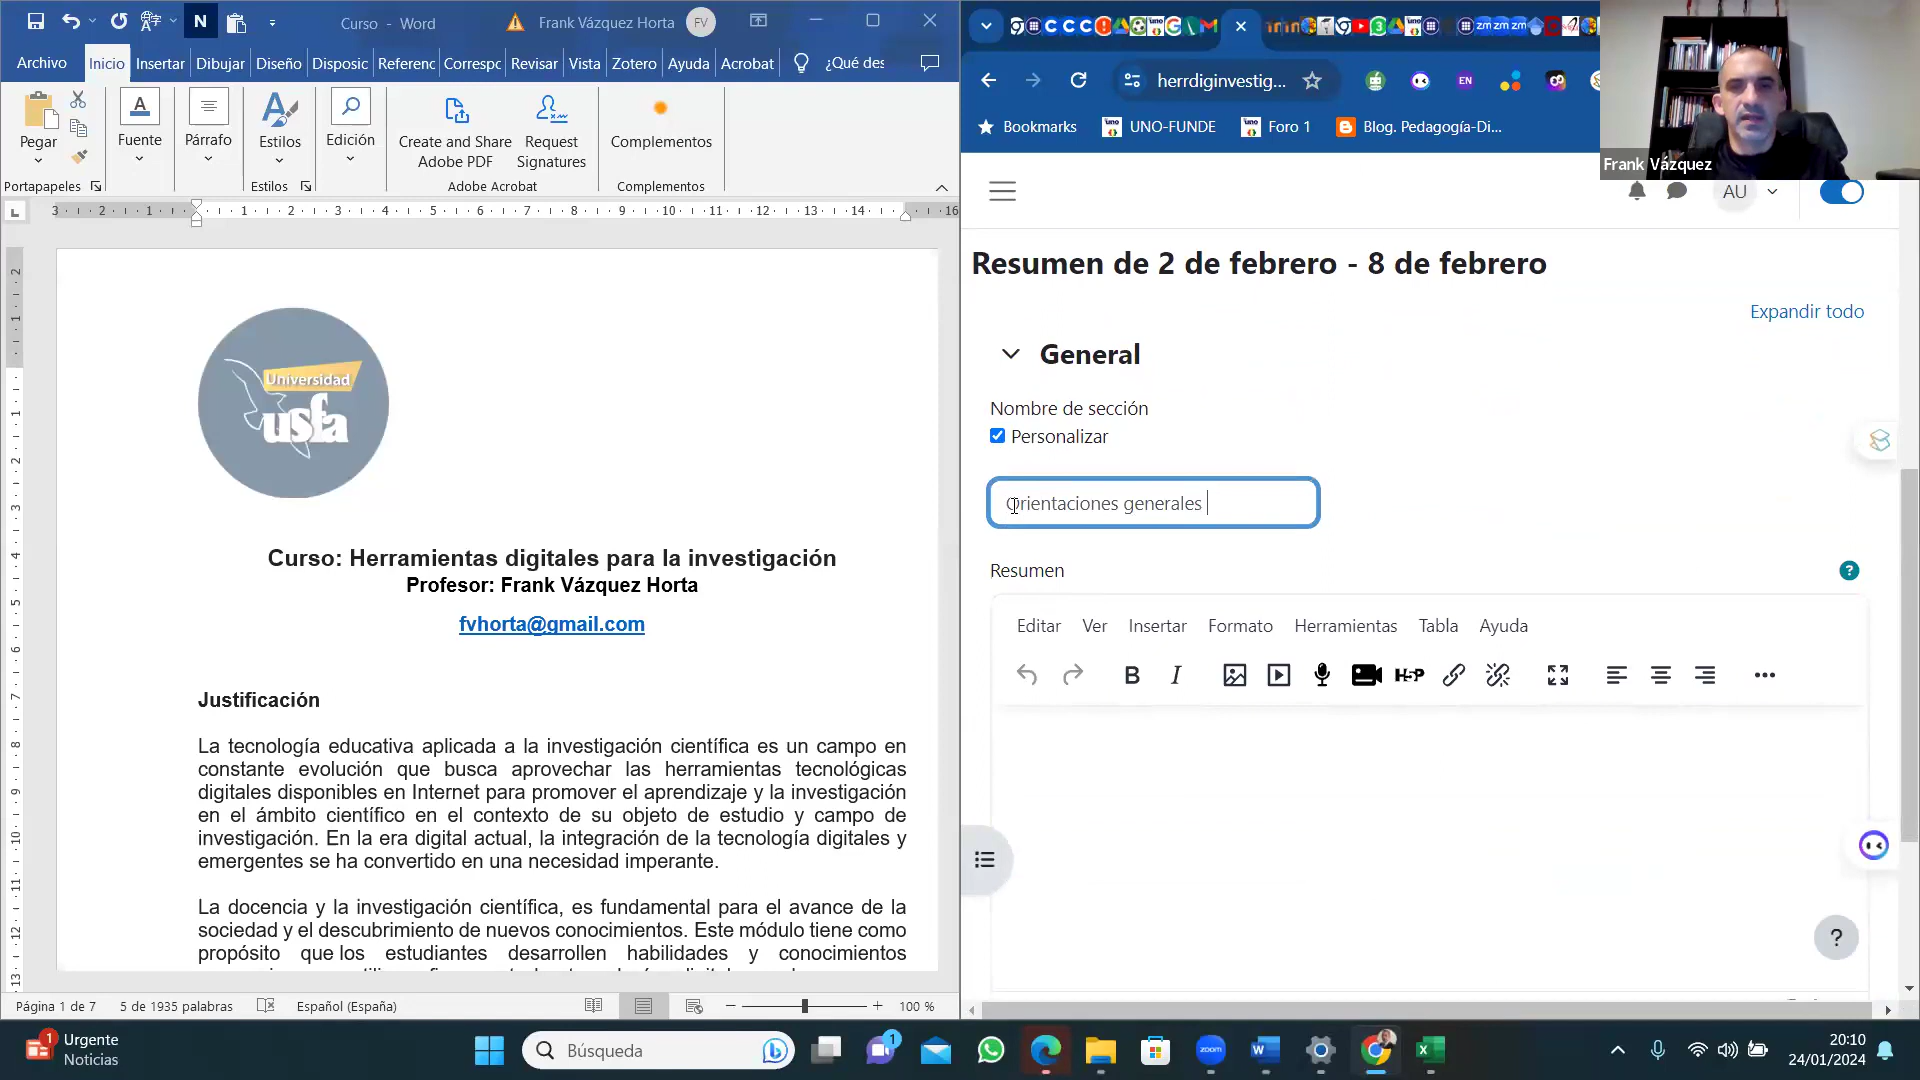 Curso - Word
Frank Vázquez Horta
FV
Archivo
Inicio
Insertar
Dibujar
Diseño
Disposic
Referenc
Correspc
Revisar
Vista
Zotero
Ayuda
Acrobat
¿Qué des
Pegar
Fuente
Párrafo
Estilos
Edición
Create and Share
Adobe PDF
Request
Signatures
Complementos
Portapapeles
Estilos
Adobe Acrobat
Complementos
Universidad
usfa
Curso: Herramientas digitales para la investigación
Profesor: Frank Vázquez Horta
fvhorta@gmail.com
Justificación
La tecnología educativa aplicada a la investigación científica es un campo en
constante evolución que busca aprovechar las herramientas tecnológicas
digitales disponibles en Internet para promover el aprendizaje y la investigación
en el ámbito científico en el contexto de su objeto de estudio y campo de
investigación. En la era digital actual, la integración de la tecnología digitales y
emergentes se ha convertido en una necesidad imperante.
La docencia y la investigación científica, es fundamental para el avance de la
sociedad y el descubrimiento de nuevos conocimientos. Este módulo tiene como
propósito que los estudiantes desarrollen habilidades y conocimientos
Página 1 de 7
5 de 1935 palabras
Español (España)
100 %
herrdiginvestig...
EN
Bookmarks
UNO-FUNDE
Foro 1
Blog. Pedagogía-Di...
Frank Vázquez
AU
Resumen de 2 de febrero - 8 de febrero
Expandir todo
General
Nombre de sección
Personalizar
Orientaciones generales
Resumen
?
Editar
Ver
Insertar
Formato
Herramientas
Tabla
Ayuda
B
I
H5P
?
1
Urgente
Noticias
Búsqueda
1
zoom
20:10
24/01/2024